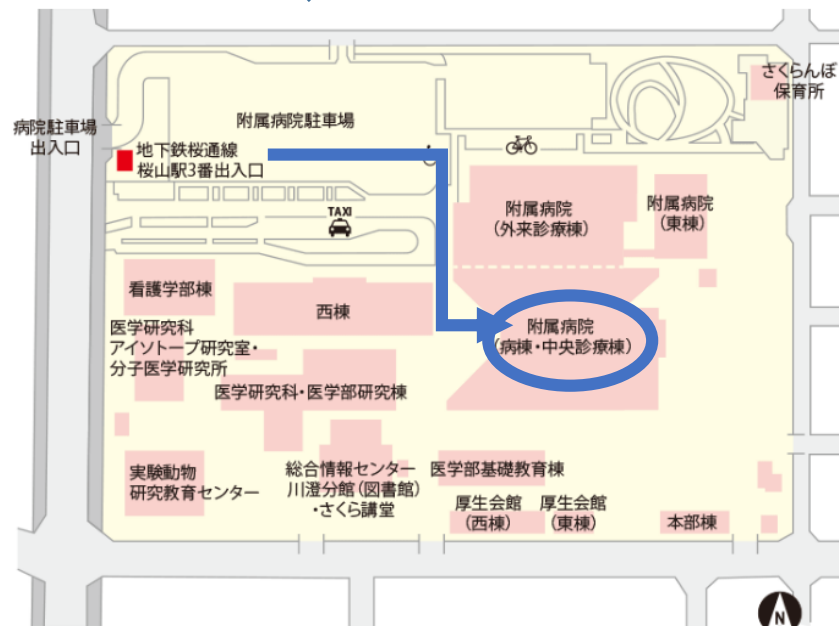 さくらんぼ
保育所
病院駐車場
出入口
附属病院駐車場
地下鉄桜通線
桜山駅3番出入口
TAXI
附属病院
(外来診療棟)
附属病院
(東棟)
看護学部棟
西棟
附属病院
(病棟・中央診療棟)
医学研究科
アイソトープ研究室・
分子医学研究所
医学研究科・医学部研究棟
実験動物
研究教育センター
総合情報センター
川澄分館(図書館)
・さくら講堂
医学部基礎教育棟
厚生会館
(西棟)
厚生会館
(東棟)
本部棟
N